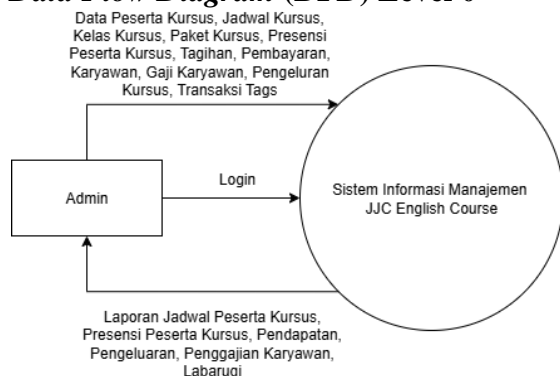 Data Flow Diagram (DFD) Level 0
Data Peserta Kursus, Jadwal Kursus,
Kelas Kursus, Paket Kursus, Presensi
Peserta Kursus, Tagihan, Pembayaran,
Karyawan, Gaji Karyawan, Pengeluran
Kursus, Transaksi Tags
Login
Admin
Sistem Informasi Manajemen
JJC English Course
Laporan Jadwal Peserta Kursus,
Presensi Peserta Kursus, Pendapatan,
Pengeluaran, Penggajian Karyawan,
Labarugi